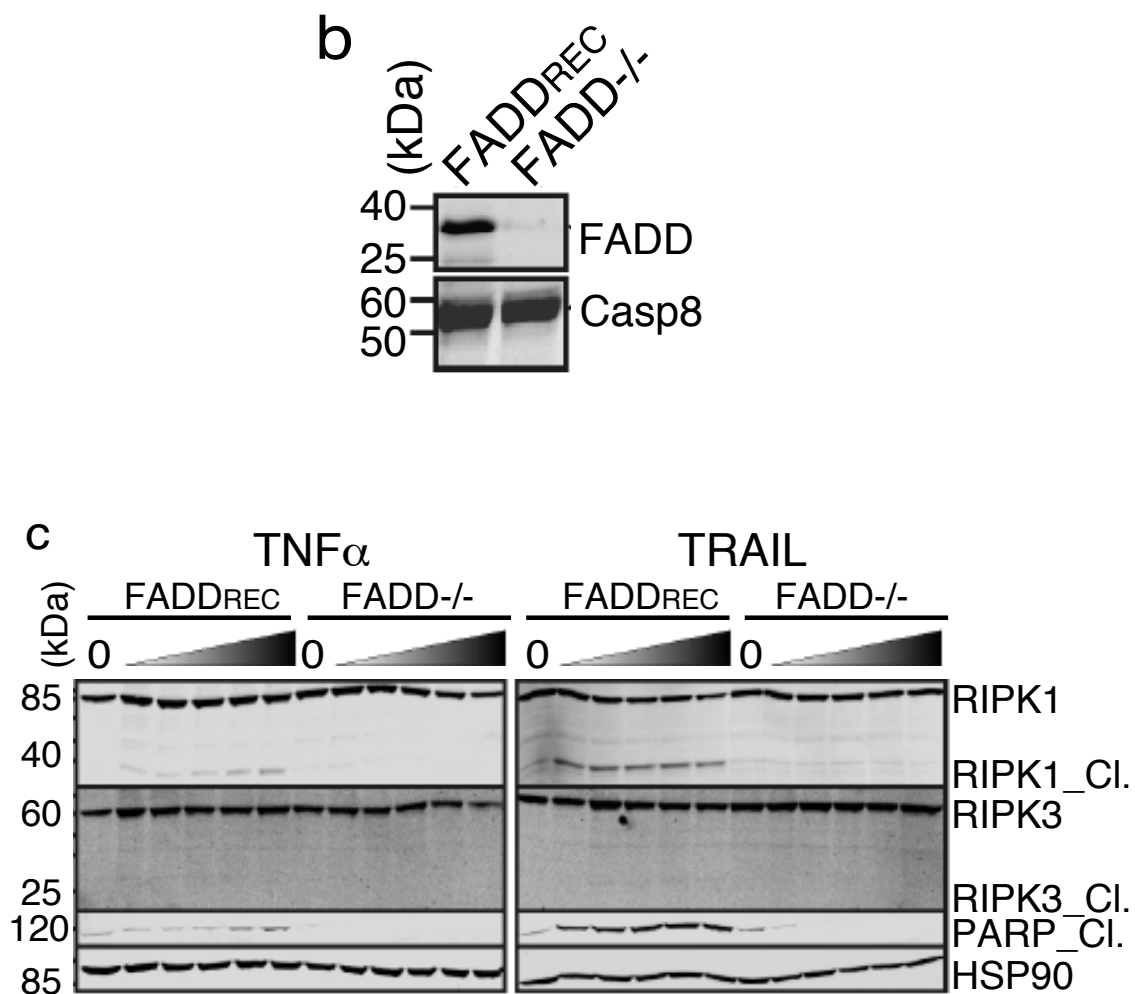 b
(kDa)
FADDREC
FADD-/-
40
25
FADD
60
50
Casp8
c
TNFα TRAIL
(kDa)
FADDREC FADD-/- FADDREC FADD-/-
0 0 0 0
85 RIPK1
40 RIPK1_Cl.
60 RIPK3
25 RIPK3_Cl.
120 PARP_Cl.
85 HSP90